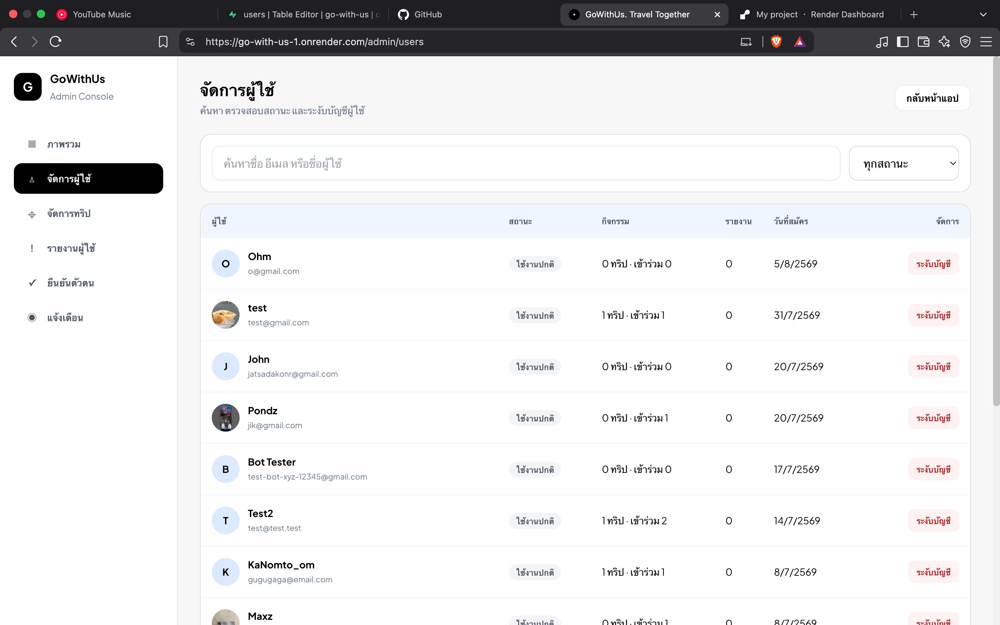 YouTube Music
users | Table Editor | go-with-us |
GitHub
GoWithUs. Travel Together
My project · Render Dashboard
https://go-with-us-1.onrender.com/admin/users
G
GoWithUs
Admin Console
ภาพรวม
จัดการผู้ใช้
จัดการทริป
! รายงานผู้ใช้
ยืนยันตัวตน
แจ้งเตือน
จัดการผู้ใช้
ค้นหา ตรวจสอบสถานะ และระงับบัญชีผู้ใช้
กลับหน้าแอป
ค้นหาชื่อ อีเมล หรือชื่อผู้ใช้
ทุกสถานะ
ผู้ใช้ สถานะ กิจกรรม รายงาน วันที่สมัคร จัดการ
O Ohm
o@gmail.com
ใช้งานปกติ 0 ทริป · เข้าร่วม 0 0 5/8/2569 ระงับบัญชี
test
test@gmail.com
ใช้งานปกติ 1 ทริป · เข้าร่วม 1 0 31/7/2569 ระงับบัญชี
J John
jatsadakonr@gmail.com
ใช้งานปกติ 0 ทริป · เข้าร่วม 0 0 20/7/2569 ระงับบัญชี
Pondz
jik@gmail.com
ใช้งานปกติ 0 ทริป · เข้าร่วม 1 0 20/7/2569 ระงับบัญชี
B Bot Tester
test-bot-xyz-12345@gmail.com
ใช้งานปกติ 0 ทริป · เข้าร่วม 0 0 17/7/2569 ระงับบัญชี
T Test2
test@test.test
ใช้งานปกติ 1 ทริป · เข้าร่วม 2 0 14/7/2569 ระงับบัญชี
K KaNomto_om
gugugaga@email.com
ใช้งานปกติ 1 ทริป · เข้าร่วม 1 0 8/7/2569 ระงับบัญชี
Maxz
ใช้งานปกติ 0 ทริป · เข้าร่วม 1 0 8/7/2569 ระงับบัญชี